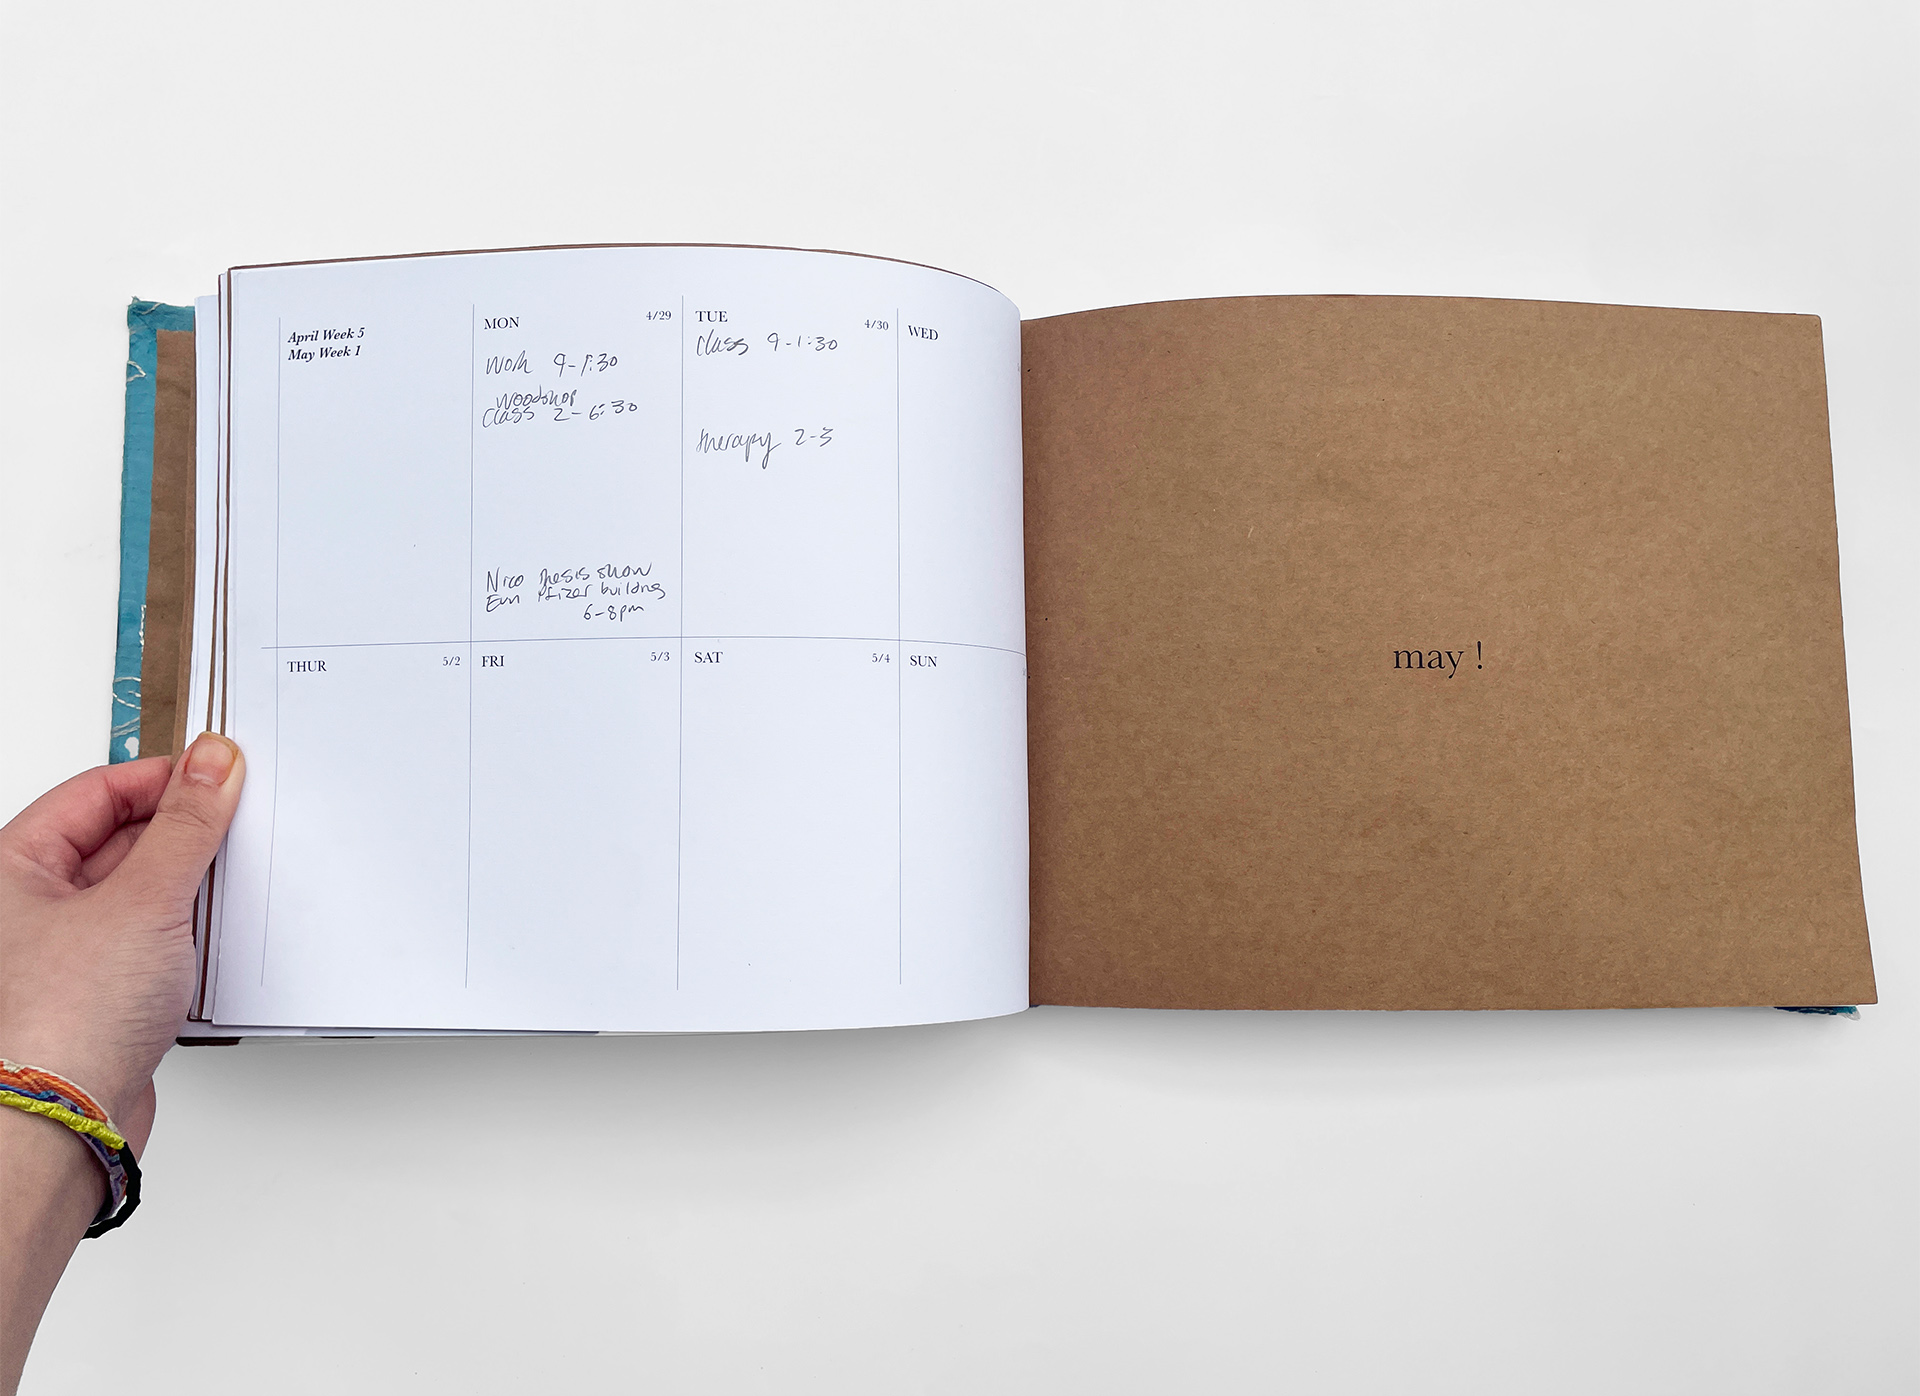 April Week 5
May Week 1
MON 4/29
Work 9-1:30
woodshop
class 2-6:30
Nico thesis show
Evan Pfizer building
6-8pm
TUE 4/30
class 9-1:30
therapy 2-3
WED
THUR 5/2
FRI 5/3
SAT 5/4
SUN
may !